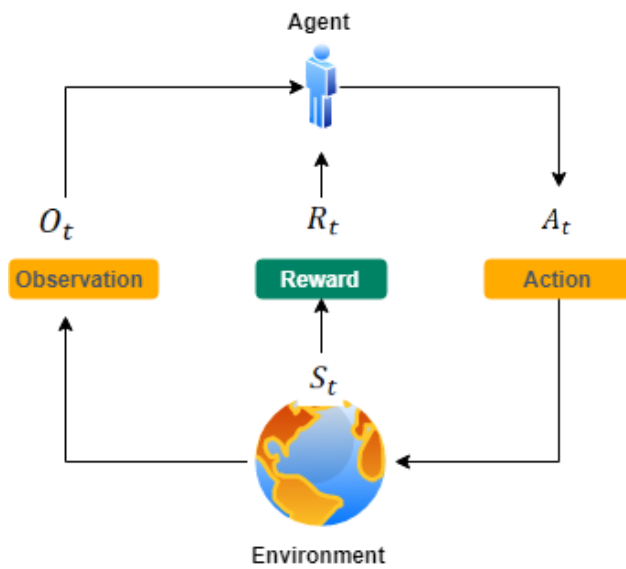 Agent
O_t R_t A_t
Observation Reward Action
S_t
Environment